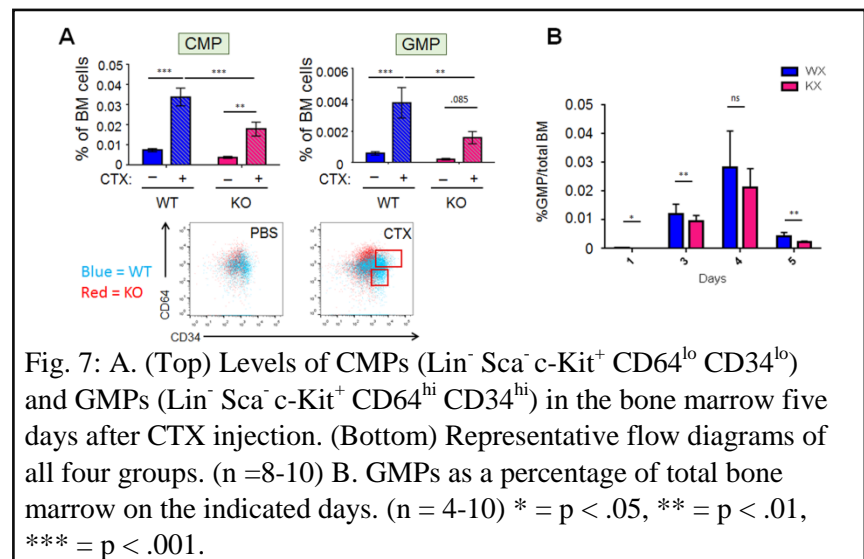 A
CMP
GMP
% of BM cells
0.05
0.04
0.03
0.02
0.01
0
***
***
**
CTX:
−
+
−
+
WT
KO
% of BM cells
0.006
0.004
0.002
0
***
**
.085
−
+
−
+
WT
KO
Blue = WT
Red = KO
PBS
CTX
CD64
CD34
B
WX
KX
%GMP/total BM
0.05
0.04
0.03
0.02
0.01
0
*
**
ns
**
1
3
4
5
Days
Fig. 7: A. (Top) Levels of CMPs (Lin⁻ Sca⁻ c-Kit⁺ CD64ˡᵒ CD34ˡᵒ)
and GMPs (Lin⁻ Sca⁻ c-Kit⁺ CD64ʰⁱ CD34ʰⁱ) in the bone marrow five
days after CTX injection. (Bottom) Representative flow diagrams of
all four groups. (n =8-10) B. GMPs as a percentage of total bone
marrow on the indicated days. (n = 4-10) * = p < .05, ** = p < .01,
*** = p < .001.